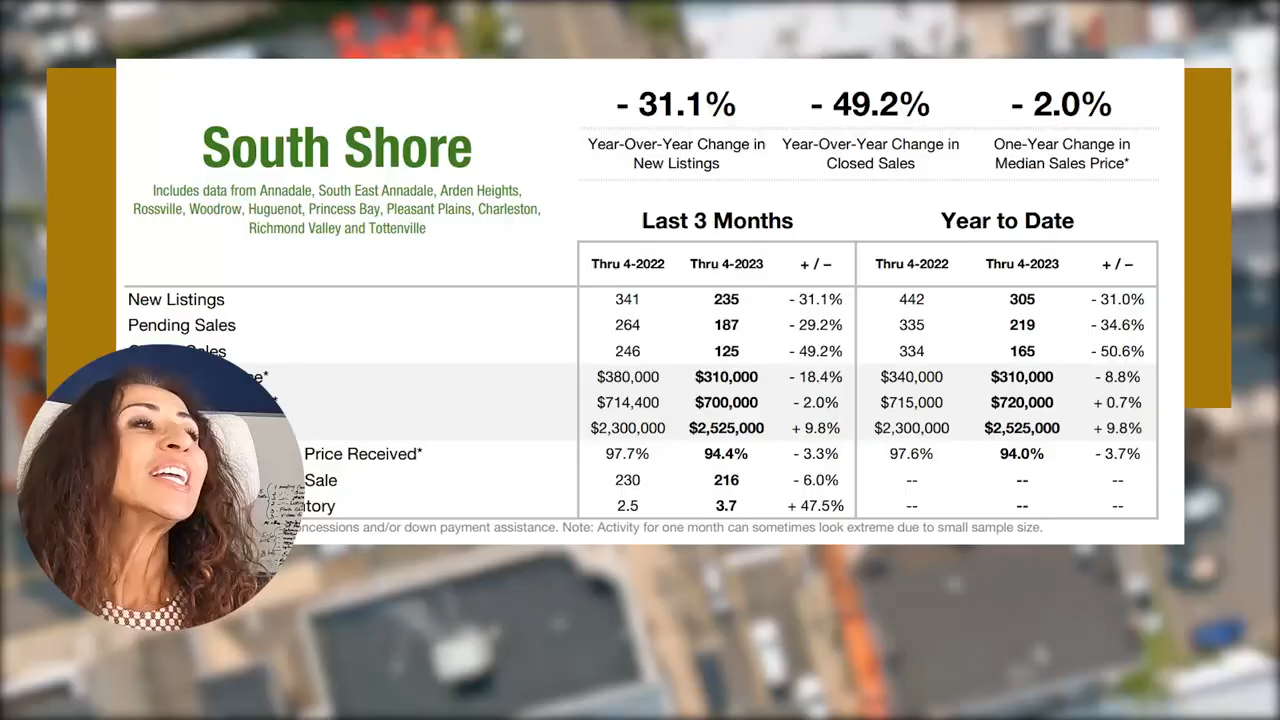 - 31.1%
- 49.2%
- 2.0%
South Shore
Year-Over-Year Change in
New Listings
Year-Over-Year Change in
Closed Sales
One-Year Change in
Median Sales Price*
Includes data from Annadale, South East Annadale, Arden Heights,
Rossville, Woodrow, Huguenot, Princess Bay, Pleasant Plains, Charleston,
Richmond Valley and Tottenville
Last 3 Months
Year to Date
Thru 4-2022 Thru 4-2023 + / – Thru 4-2022 Thru 4-2023 + / –
New Listings 341 235 - 31.1% 442 305 - 31.0%
Pending Sales 264 187 - 29.2% 335 219 - 34.6%
Sales 246 125 - 49.2% 334 165 - 50.6%
$380,000 $310,000 - 18.4% $340,000 $310,000 - 8.8%
$714,400 $700,000 - 2.0% $715,000 $720,000 + 0.7%
$2,300,000 $2,525,000 + 9.8% $2,300,000 $2,525,000 + 9.8%
Price Received* 97.7% 94.4% - 3.3% 97.6% 94.0% - 3.7%
Sale 230 216 - 6.0% -- -- --
tory 2.5 3.7 + 47.5% -- -- --
oncessions and/or down payment assistance. Note: Activity for one month can sometimes look extreme due to small sample size.